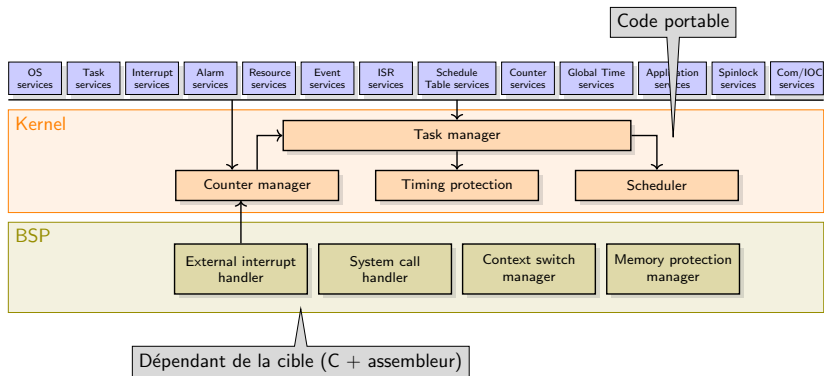 Code portable
OS
services
Task
services
Interrupt
services
Alarm
services
Resource
services
Event
services
ISR
services
Schedule
Table services
Counter
services
Global Time
services
Application
services
Spinlock
services
Com/IOC
services
Kernel
Task manager
Counter manager
Timing protection
Scheduler
BSP
External interrupt
handler
System call
handler
Context switch
manager
Memory protection
manager
Dépendant de la cible (C + assembleur)